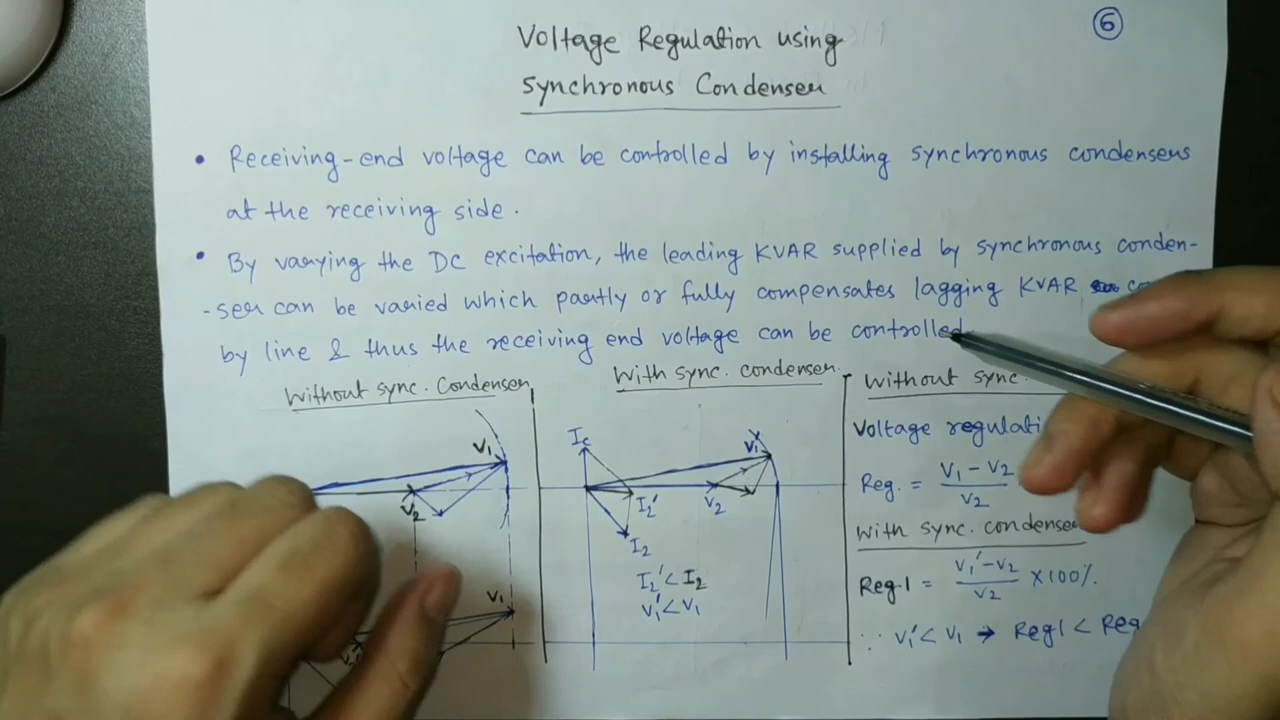 6
Voltage Regulation using
Synchronous Condenser
• Receiving-end voltage can be controlled by installing synchronous condensers
at the receiving side.
• By varying the DC excitation, the leading KVAR supplied by synchronous conden-
-ser can be varied which partly or fully compensates lagging KVAR
by line & thus the receiving end voltage can be controlled
Without sync. Condenser
V₁
V₂
V₁
With sync. condenser.
Ic
V₁'
V₂
I₂'
I₂
I₂' < I₂
V₁' < V₁
Without sync.
Voltage
Reg. = V₁ - V₂ / V₂
With sync. condenser
Reg.1 = V₁' - V₂ / V₂ × 100%.
∴ V₁' < V₁ → Reg1 < Reg